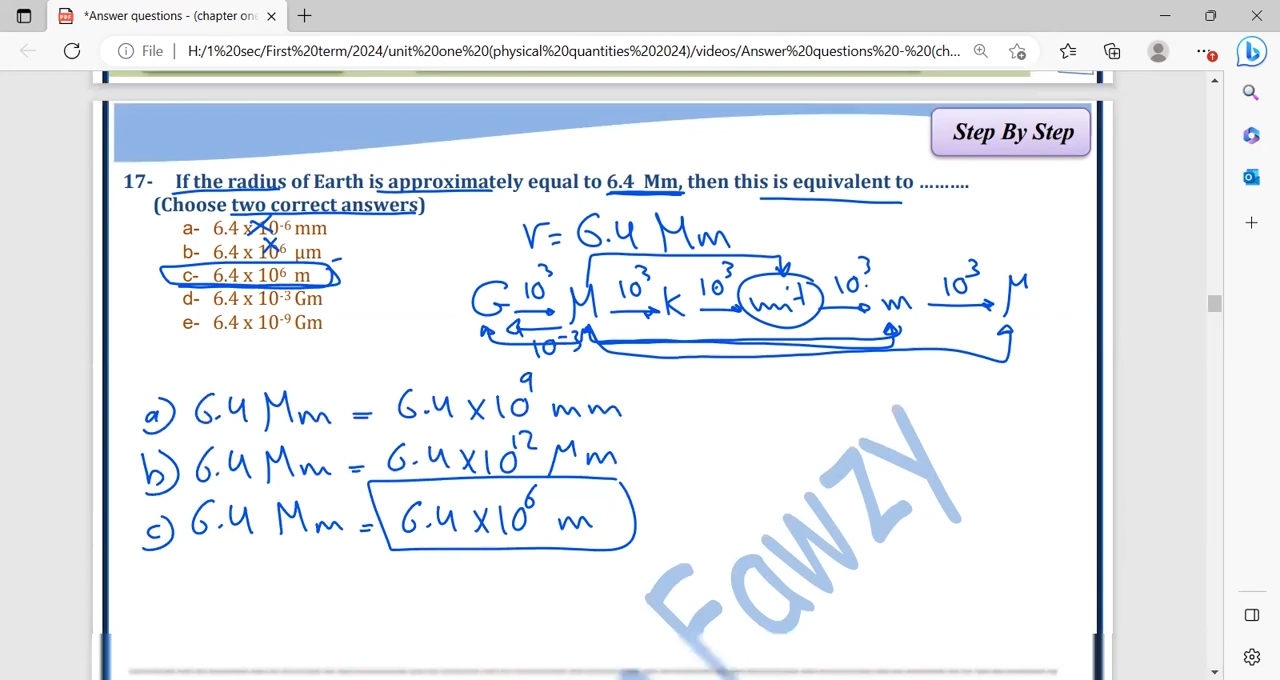 *Answer questions - (chapter one
File
H:/1%20sec/First%20term/2024/unit%20one%20(physical%20quantities%202024)/videos/Answer%20questions%20-%20(ch...
Step By Step
17- If the radius of Earth is approximately equal to 6.4 Mm, then this is equivalent to ..........
(Choose two correct answers)
a- 6.4 x 10-6 mm
b- 6.4 x 106 μm
c- 6.4 x 106 m
d- 6.4 x 10-3 Gm
e- 6.4 x 10-9 Gm
r = 6.4 Mm
G 10³ M 10³ K 10³ unit 10³ m 10³ μ
10⁻³
a) 6.4 Mm = 6.4 × 10⁹ mm
b) 6.4 Mm = 6.4 × 10¹² μm
c) 6.4 Mm = 6.4 × 10⁶ m
Fawzy